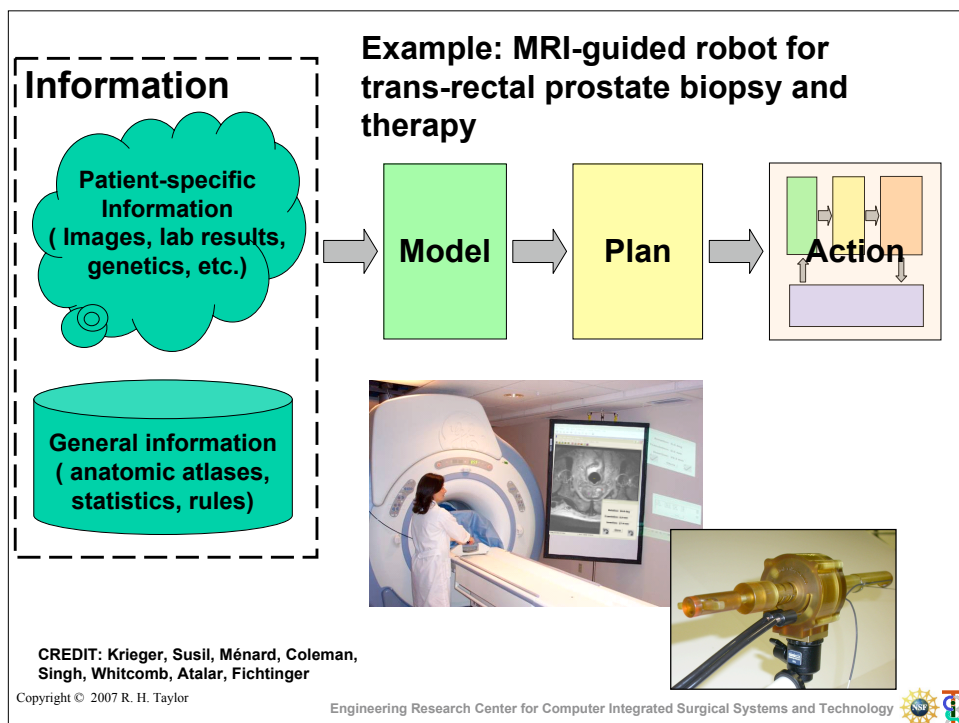 Example: MRI-guided robot for
trans-rectal prostate biopsy and
therapy
Information
Patient-specific
Information
( Images, lab results,
genetics, etc.)
General information
( anatomic atlases,
statistics, rules)
Model
Plan
Action
CREDIT: Krieger, Susil, Ménard, Coleman,
Singh, Whitcomb, Atalar, Fichtinger
Copyright © 2007 R. H. Taylor
Engineering Research Center for Computer Integrated Surgical Systems and Technology
NSF